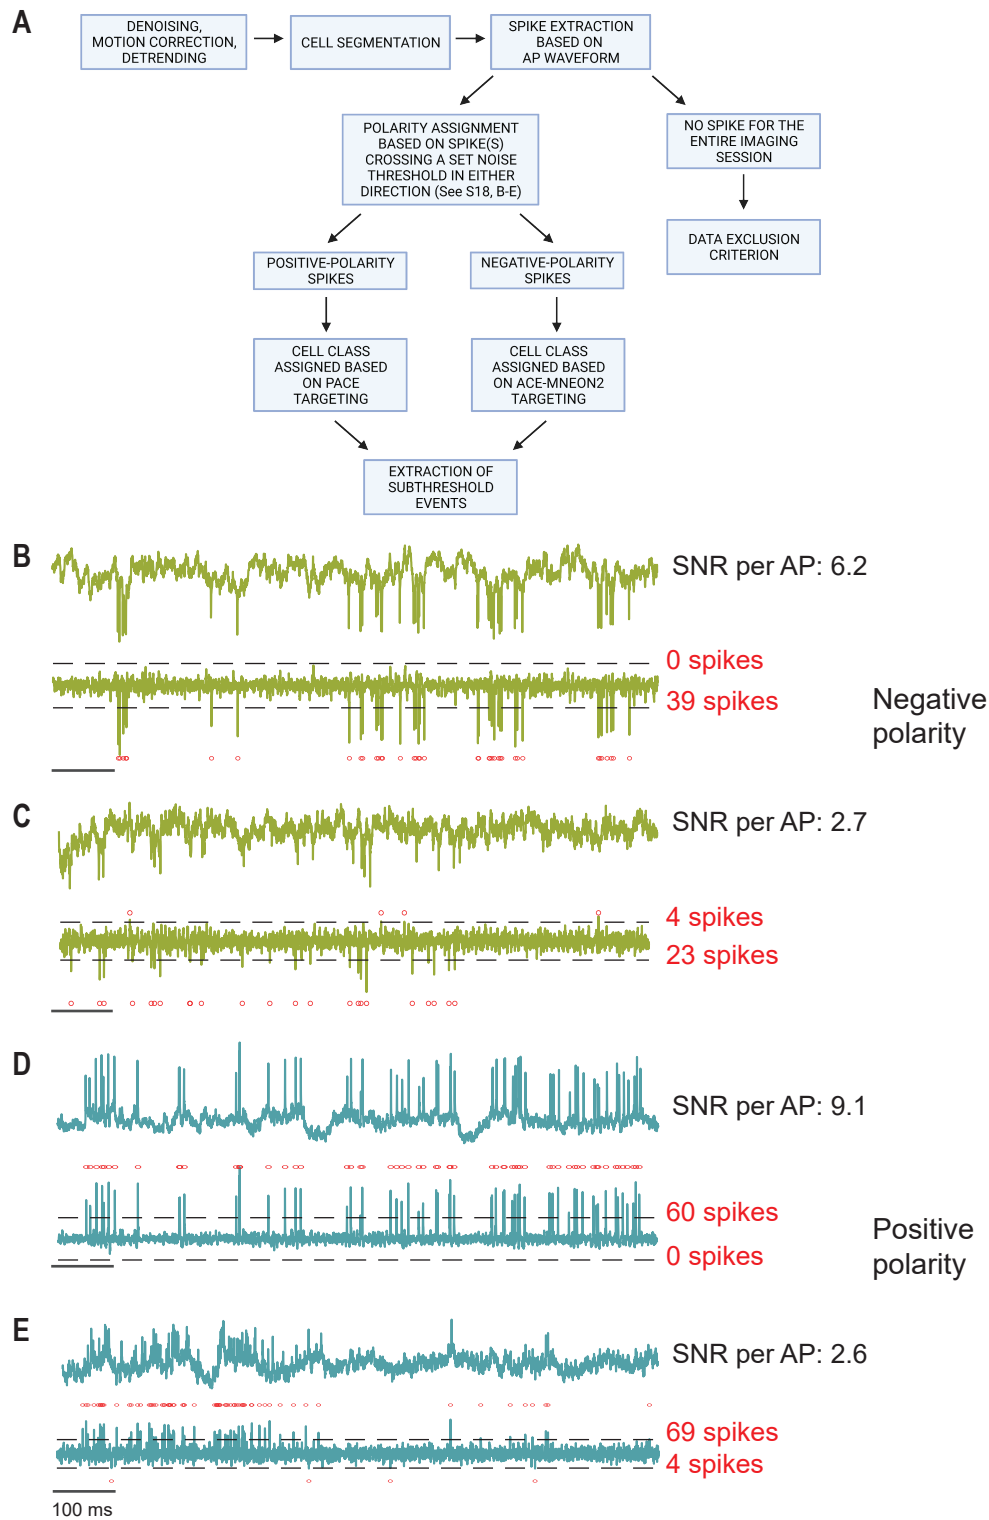 A
DENOISING,
MOTION CORRECTION,
DETRENDING
CELL SEGMENTATION
SPIKE EXTRACTION
BASED ON
AP WAVEFORM
POLARITY ASSIGNMENT
BASED ON SPIKE(S)
CROSSING A SET NOISE
THRESHOLD IN EITHER
DIRECTION (See S18, B-E)
NO SPIKE FOR THE
ENTIRE IMAGING
SESSION
DATA EXCLUSION
CRITERION
POSITIVE-POLARITY
SPIKES
NEGATIVE-POLARITY
SPIKES
CELL CLASS
ASSIGNED BASED
ON PACE
TARGETING
CELL CLASS
ASSIGNED BASED
ON ACE-MNEON2
TARGETING
EXTRACTION OF
SUBTHRESHOLD
EVENTS
B
SNR per AP: 6.2
0 spikes
39 spikes
Negative
polarity
C
SNR per AP: 2.7
4 spikes
23 spikes
D
SNR per AP: 9.1
60 spikes
0 spikes
Positive
polarity
E
SNR per AP: 2.6
69 spikes
4 spikes
100 ms